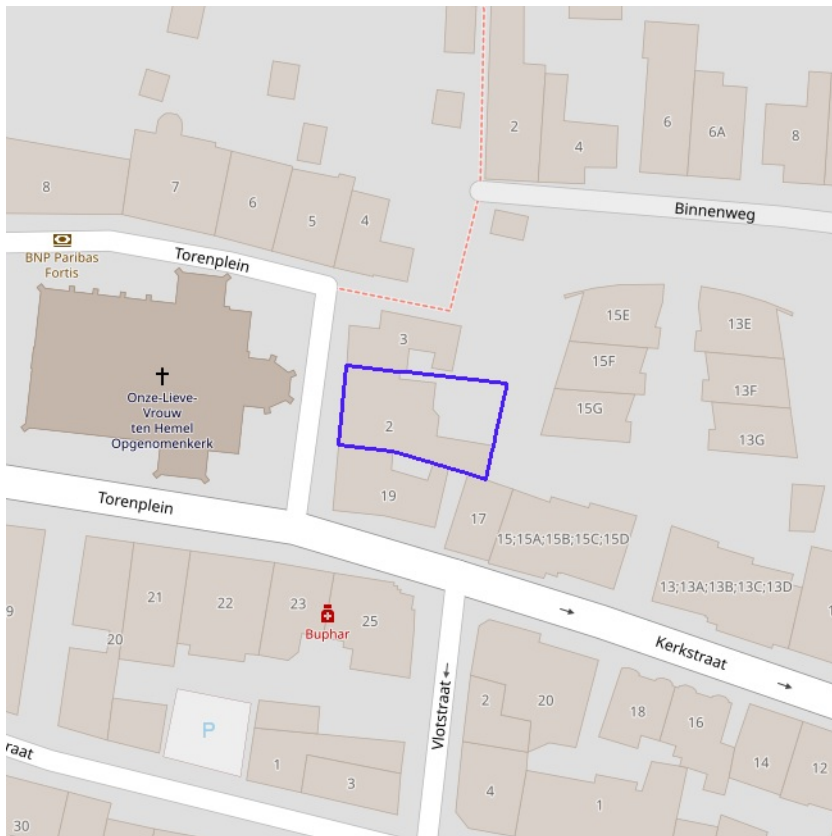 2
4
6
6A
8
8
7
6
5
4
Binnenweg
Torenplein
BNP Paribas
Fortis
3
15E
13E
15F
13F
15G
13G
Onze-Lieve-
Vrouw
ten Hemel
Opgenomenkerk
2
19
Torenplein
17
15;15A;15B;15C;15D
13;13A;13B;13C;13D
1
9
20
21
22
23
25
Buphar
Kerkstraat
Vlotstraat
2
20
18
16
14
12
P
1
3
4
1
raat
30